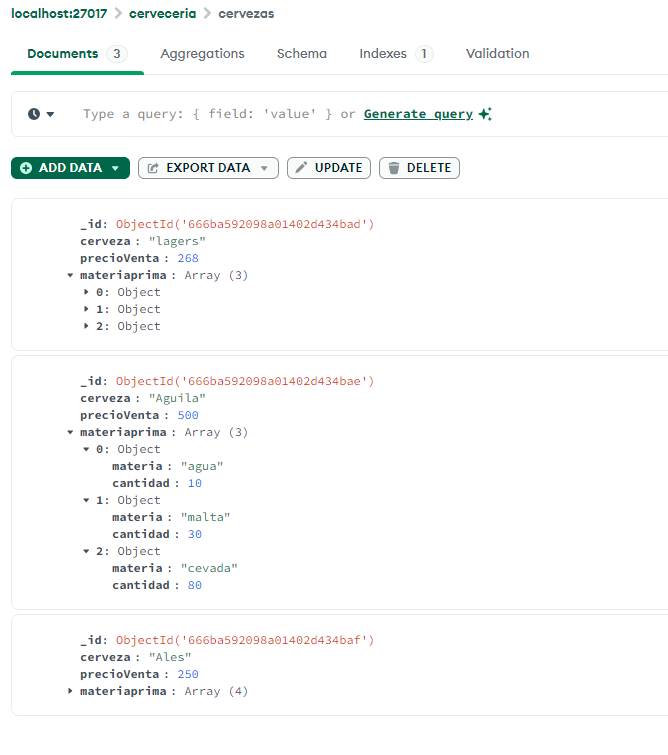 localhost:27017 > cerveceria > cervezas
Documents 3 Aggregations Schema Indexes 1 Validation
Type a query: { field: 'value' } or Generate query
ADD DATA EXPORT DATA UPDATE DELETE
_id: ObjectId('666ba592098a01402d434bad')
cerveza : "lagers"
precioVenta : 268
materiaprima : Array (3)
0: Object
1: Object
2: Object
_id: ObjectId('666ba592098a01402d434bae')
cerveza : "Aguila"
precioVenta : 500
materiaprima : Array (3)
0: Object
materia : "agua"
cantidad : 10
1: Object
materia : "malta"
cantidad : 30
2: Object
materia : "cevada"
cantidad : 80
_id: ObjectId('666ba592098a01402d434baf')
cerveza : "Ales"
precioVenta : 250
materiaprima : Array (4)